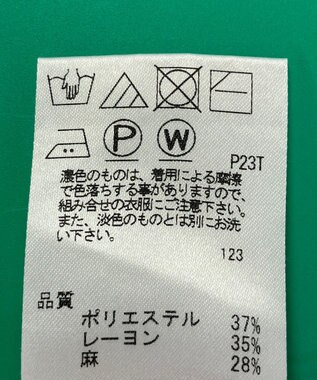 P W
P23T
濃色のものは、着用による摩擦
で色落ちする事がありますので、
組み合せの衣服にご注意下さい。
また、淡色のものとは別にお洗
い下さい。
123
品質
ポリエステル 37%
レーヨン 35%
麻 28%